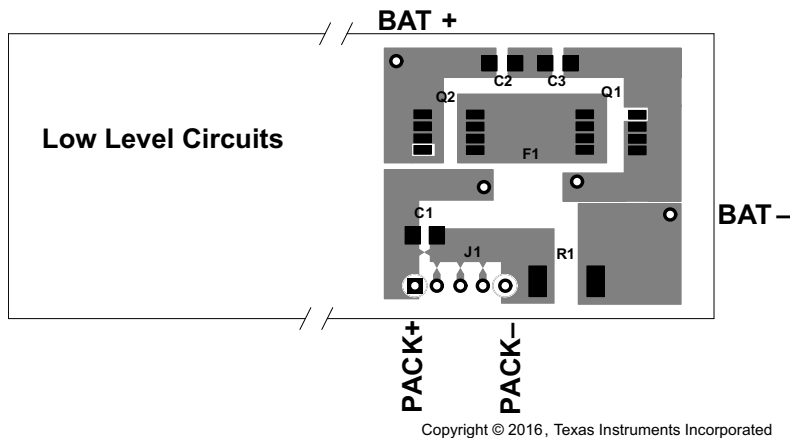 BAT +
C2 C3
Q2 Q1
Low Level Circuits
F1
C1
BAT–
J1 R1
PACK+
PACK–
Copyright © 2016, Texas Instruments Incorporated